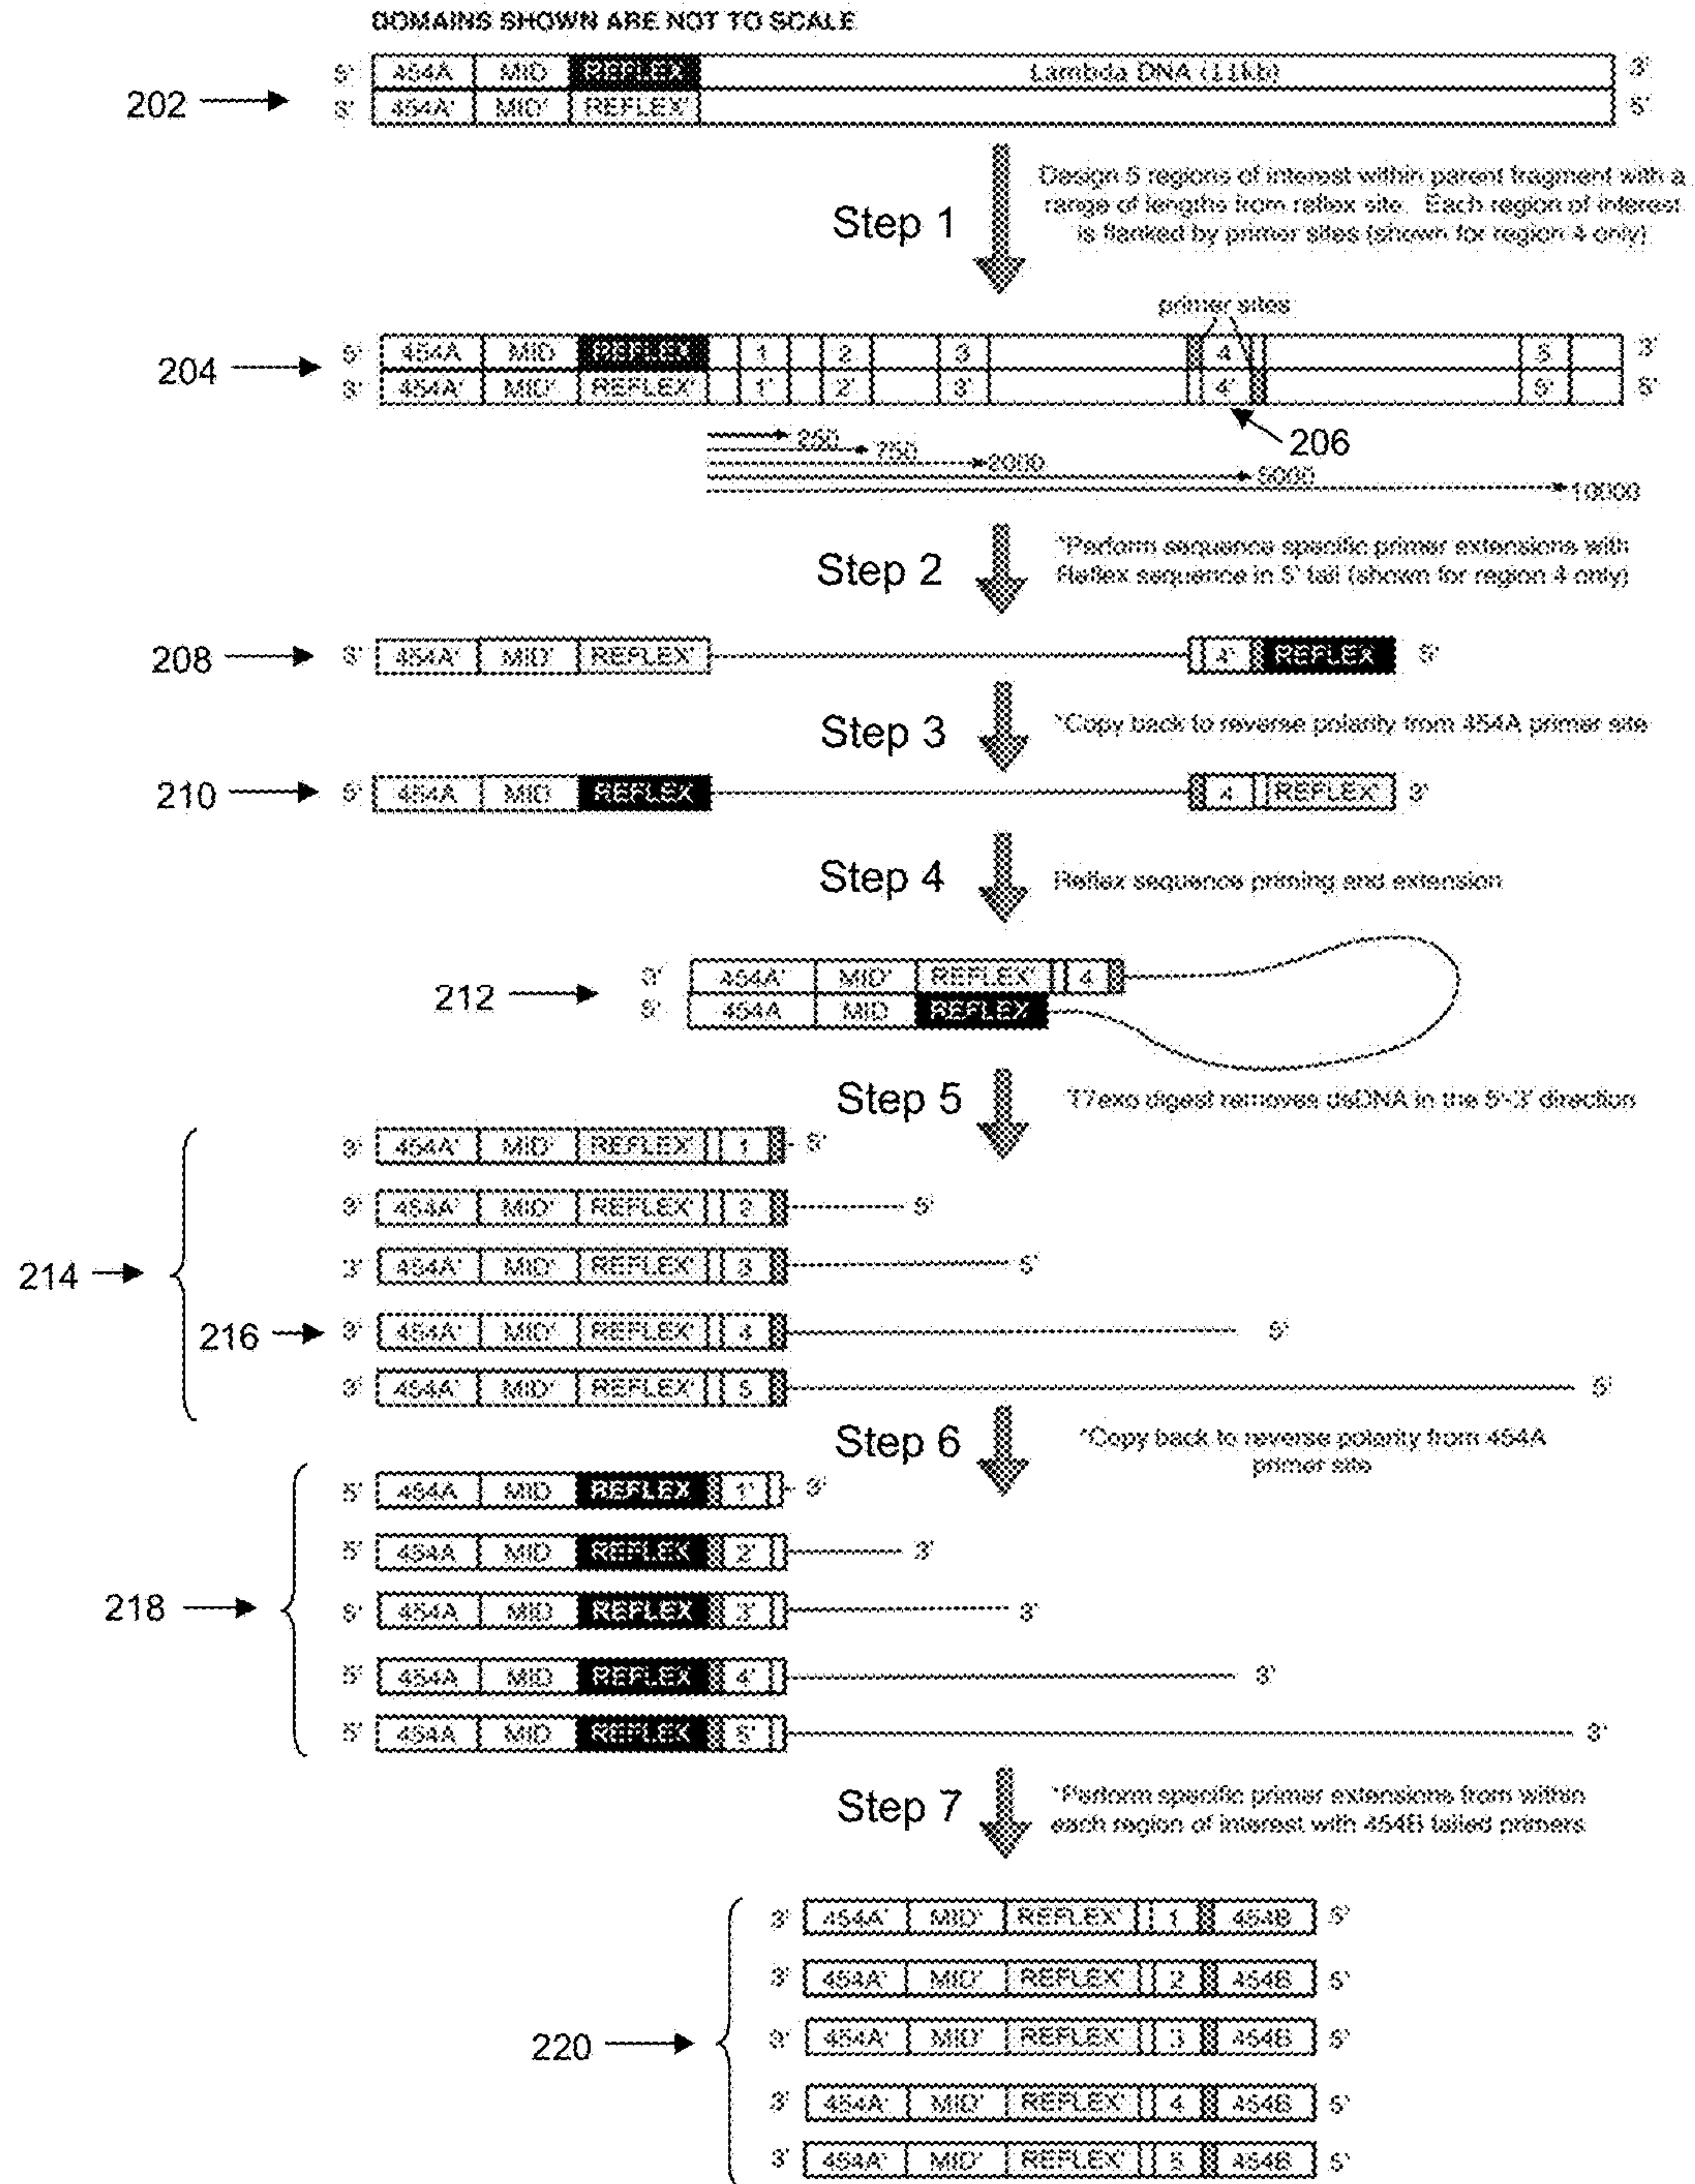 DOMAINS SHOWN ARE NOT TO SCALE
5' 454A MID REFLEX Lambda DNA (11kb) 3'
202
3' 454A' MID' REFLEX' 5'
Step 1
Design 5 regions of interest within parent fragment with a
range of lengths from reflex site. Each region of interest
is flanked by primer sites (shown for region 4 only)
primer sites
204
5' 454A MID REFLEX 1 2 3 4 5 3'
3' 454A' MID' REFLEX' 1' 2' 3' 4' 5' 5'
206
250
750
2000
5000
10000
Step 2
*Perform sequence specific primer extensions with
Reflex sequence in 5' tail (shown for region 4 only)
208
3' 454A' MID' REFLEX' 4' REFLEX 5'
Step 3
*Copy back to reverse polarity from 454A primer site
210
5' 454A MID REFLEX 4 REFLEX' 3'
Step 4
Reflex sequence priming and extension
212
3' 454A' MID' REFLEX' 4
5' 454A MID REFLEX
Step 5
T7exo digest removes dsDNA in the 5'-3' direction
214
3' 454A' MID' REFLEX' 1 5'
3' 454A' MID' REFLEX' 2 5'
3' 454A' MID' REFLEX' 3 5'
216
3' 454A' MID' REFLEX' 4 5'
3' 454A' MID' REFLEX' 5 5'
Step 6
*Copy back to reverse polarity from 454A
primer site
218
5' 454A MID REFLEX 1' 3'
5' 454A MID REFLEX 2' 3'
5' 454A MID REFLEX 3' 3'
5' 454A MID REFLEX 4' 3'
5' 454A MID REFLEX 5' 3'
Step 7
*Perform specific primer extensions from within
each region of interest with 454B tailed primers
220
3' 454A' MID' REFLEX' 1 454B 5'
3' 454A' MID' REFLEX' 2 454B 5'
3' 454A' MID' REFLEX' 3 454B 5'
3' 454A' MID' REFLEX' 4 454B 5'
3' 454A' MID' REFLEX' 5 454B 5'